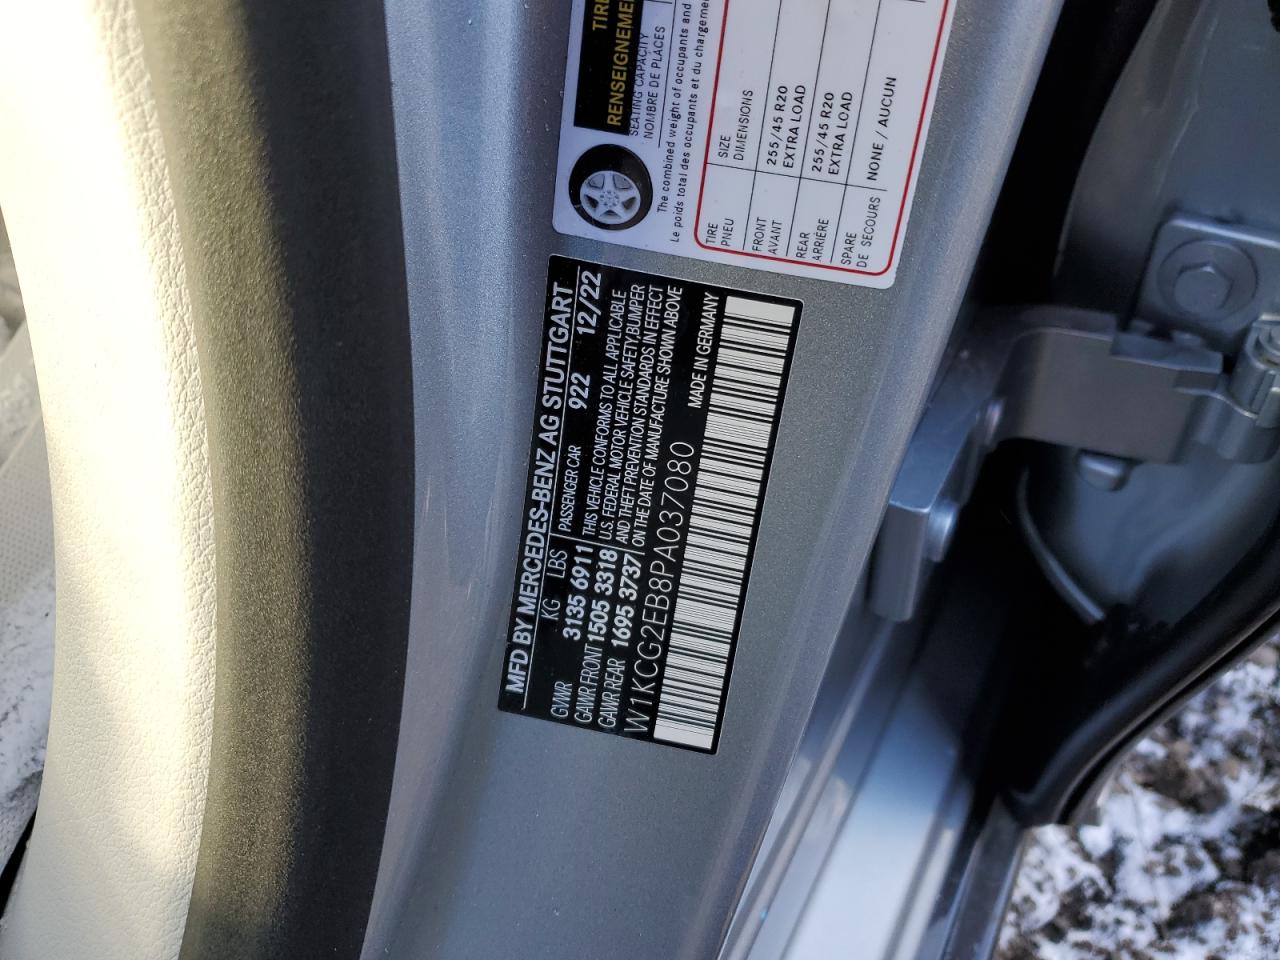 TIRE
RENSEIGNEME
SEATING CAPACITY
NOMBRE DE PLACES
The combined weight of occupants and
Le poids total des occupants et du chargement
TIRE SIZE
PNEU DIMENSIONS
FRONT 255/45 R20
AVANT EXTRA LOAD
REAR 255/45 R20
ARRIÈRE EXTRA LOAD
SPARE NONE / AUCUN
DE SECOURS
MFD BY MERCEDES-BENZ AG STUTTGART
KG LBS PASSENGER CAR 922 12/22
GVWR 3135 6911 THIS VEHICLE CONFORMS TO ALL APPLICABLE
GAWR FRONT 1505 3318 U.S. FEDERAL MOTOR VEHICLE SAFETY, BUMPER
GAWR REAR 1695 3737 AND THEFT PREVENTION STANDARDS IN EFFECT
ON THE DATE OF MANUFACTURE SHOWN ABOVE
W1KCG2EB8PA037080 MADE IN GERMANY